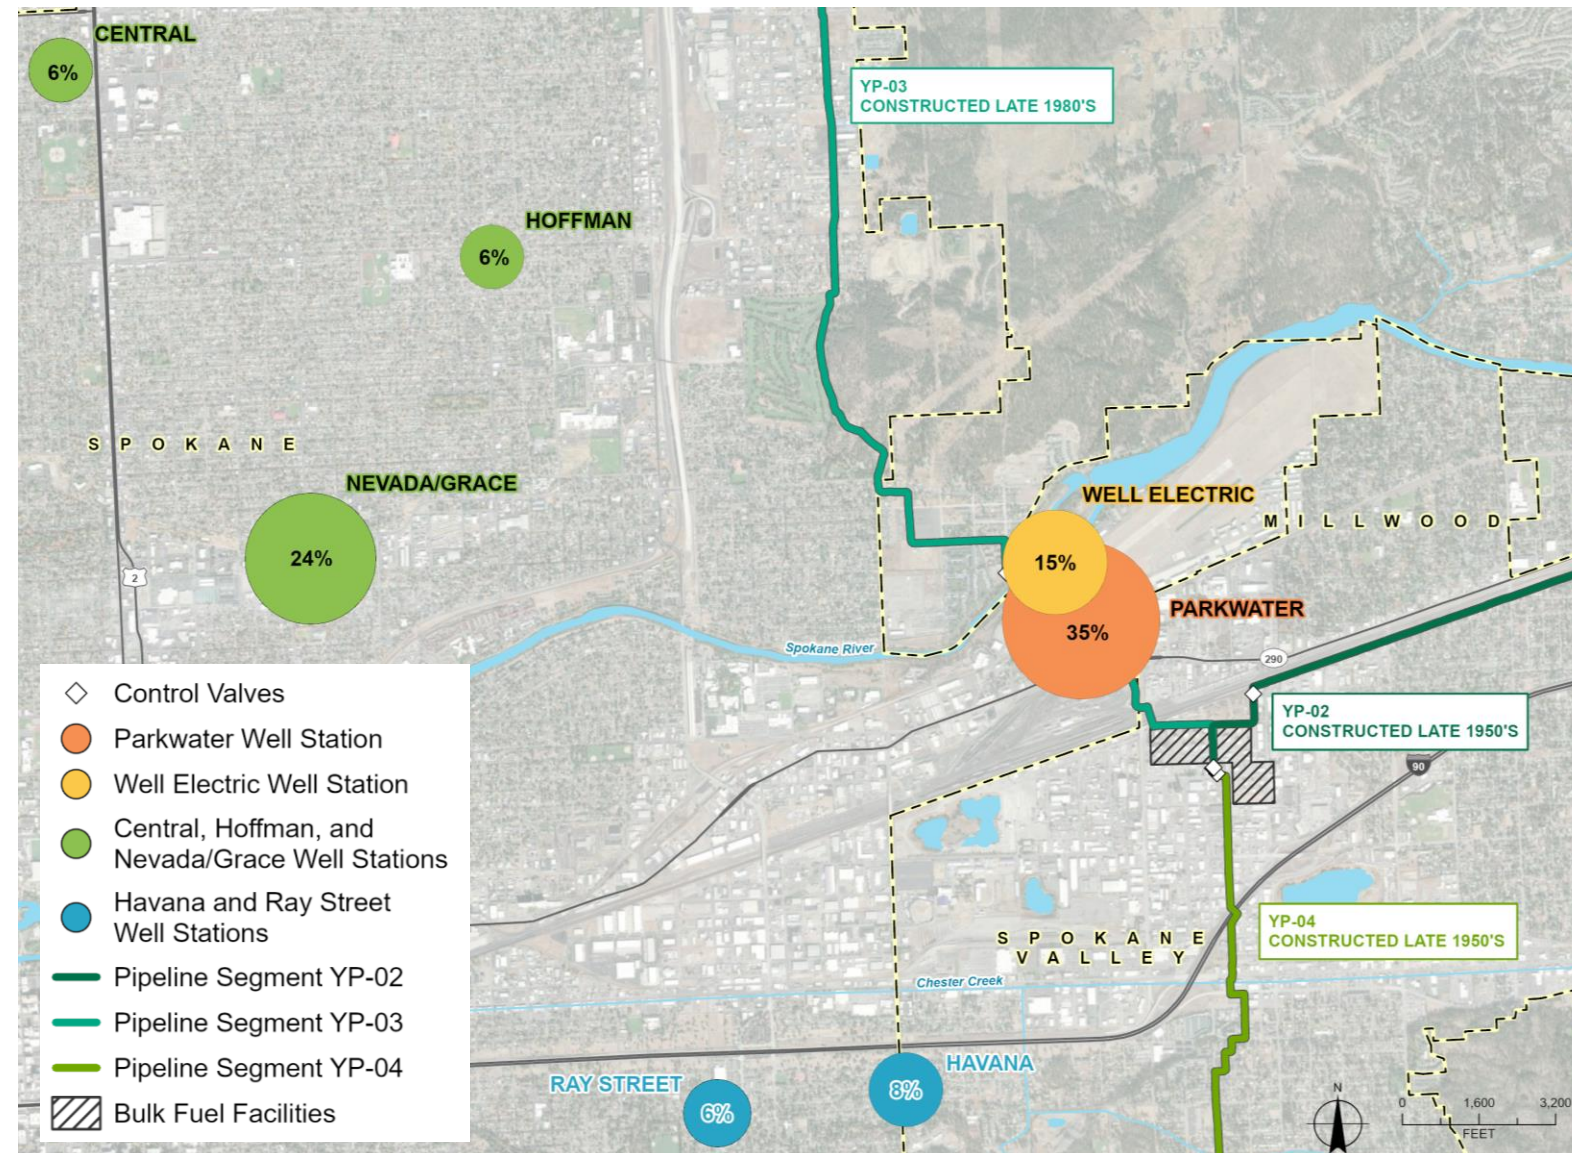 CENTRAL
6%
YP-03
CONSTRUCTED LATE 1980'S
HOFFMAN
6%
SPOKANE
NEVADA/GRACE
24%
WELL ELECTRIC
15%
MILLWOOD
PARKWATER
35%
2
Spokane River
290
YP-02
CONSTRUCTED LATE 1950'S
90
Control Valves
Parkwater Well Station
Well Electric Well Station
Central, Hoffman, and
Nevada/Grace Well Stations
Havana and Ray Street
Well Stations
Pipeline Segment YP-02
Pipeline Segment YP-03
Pipeline Segment YP-04
Bulk Fuel Facilities
YP-04
CONSTRUCTED LATE 1950'S
SPOKANE
VALLEY
Chester Creek
HAVANA
8%
RAY STREET
6%
N
0 1,600 3,200
FEET